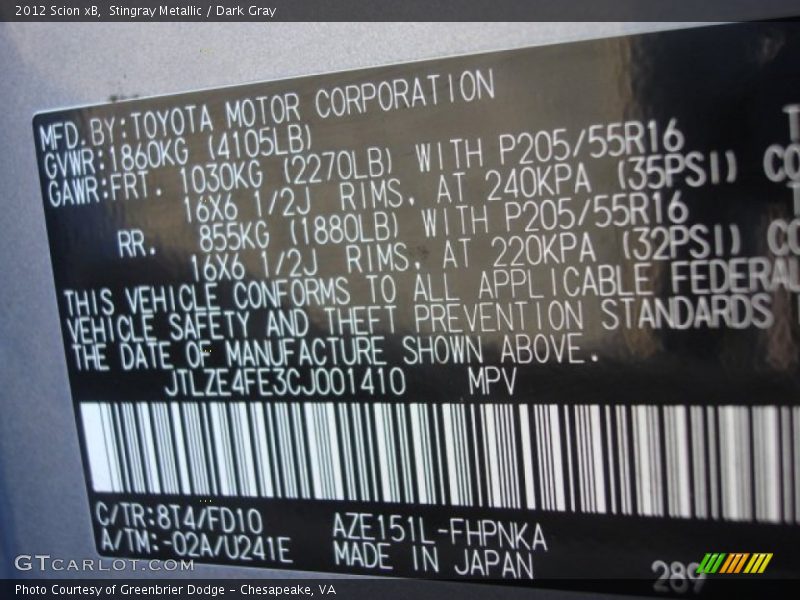 2012 Scion xB, Stingray Metallic / Dark Gray
MFD.BY:TOYOTA MOTOR CORPORATION
GVWR:1860KG (4105LB)
GAWR:FRT. 1030KG (2270LB) WITH P205/55R16
16X6 1/2J RIMS, AT 240KPA (35PSI)
RR. 855KG (1880LB) WITH P205/55R16
16X6 1/2J RIMS, AT 220KPA (32PSI)
THIS VEHICLE CONFORMS TO ALL APPLICABLE FEDERAL
VEHICLE SAFETY AND THEFT PREVENTION STANDARDS
THE DATE OF MANUFACTURE SHOWN ABOVE.
JTLZE4FE3CJ001410 MPV
C/TR:8T4/FD10 AZE151L-FHPNKA
A/TM:-02A/U241E MADE IN JAPAN
289
GTCARLOT.COM
Photo Courtesy of Greenbrier Dodge – Chesapeake, VA